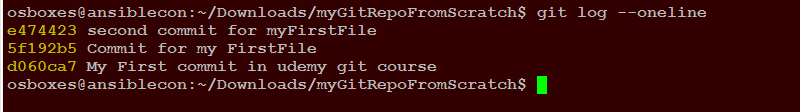 osboxes@ansiblecon:~/Downloads/myGitRepoFromScratch$ git log --oneline
e474423 second commit for myFirstFile
5f192b5 Commit for my FirstFile
d060ca7 My First commit in udemy git course
osboxes@ansiblecon:~/Downloads/myGitRepoFromScratch$